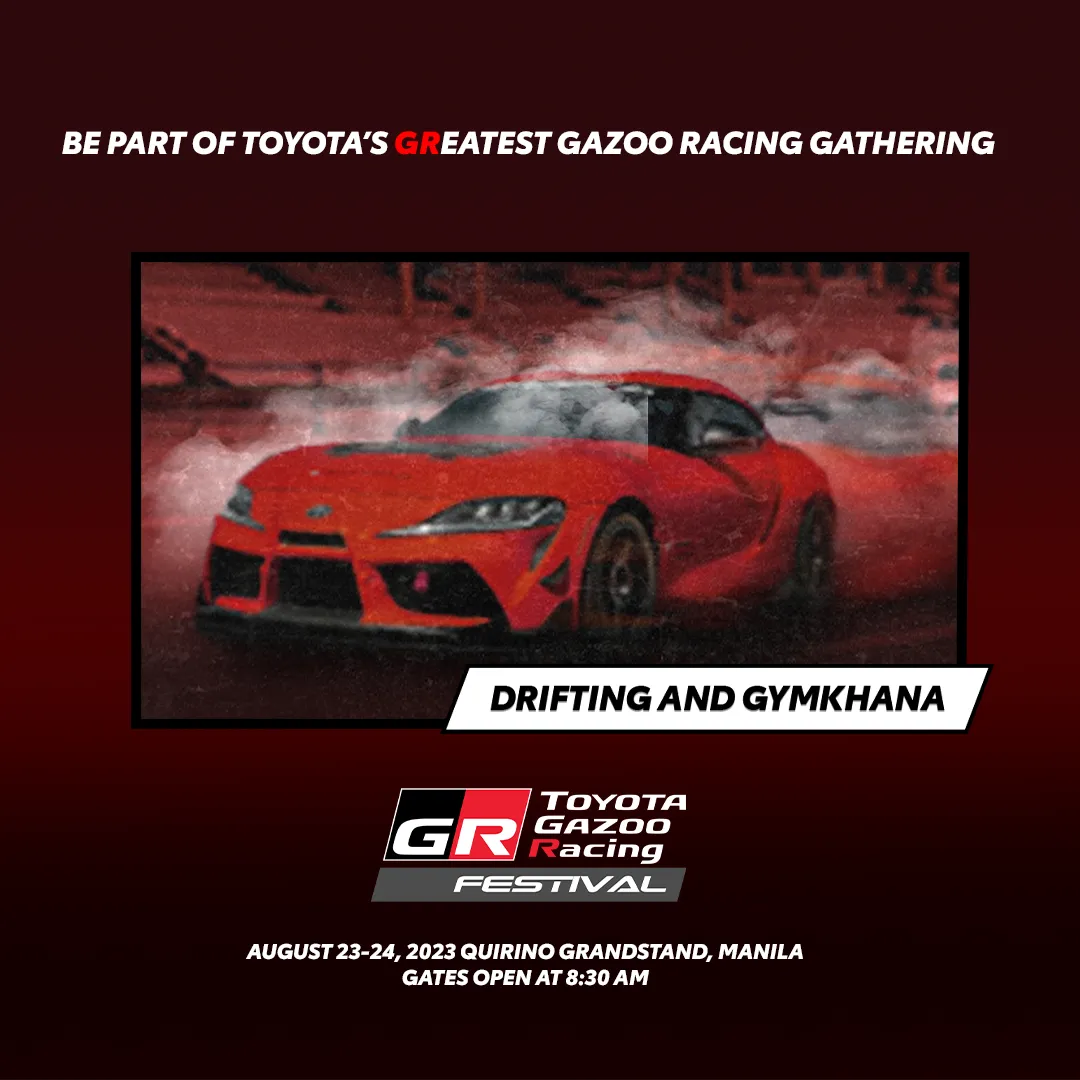 BE PART OF TOYOTA'S GREATEST GAZOO RACING GATHERING
DRIFTING AND GYMKHANA
GR
TOYOTA
GAZOO
Racing
FESTIVAL
AUGUST 23-24, 2023 QUIRINO GRANDSTAND, MANILA
GATES OPEN AT 8:30 AM